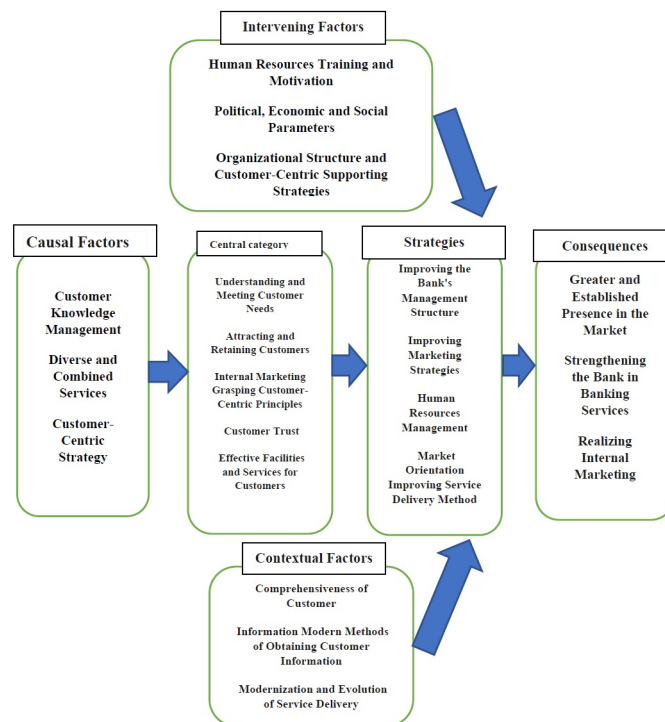 Intervening Factors
Human Resources Training and
Motivation
Political, Economic and Social
Parameters
Organizational Structure and
Customer-Centric Supporting
Strategies
Causal Factors
Customer
Knowledge
Management
Diverse and
Combined
Services
Customer-
Centric
Strategy
Central category
Understanding and
Meeting Customer
Needs
Attracting and
Retaining Customers
Internal Marketing
Grasping Customer-
Centric Principles
Customer Trust
Effective Facilities
and Services for
Customers
Strategies
Improving the
Bank's
Management
Structure
Improving
Marketing
Strategies
Human
Resources
Management
Market
Orientation
Improving Service
Delivery Method
Consequences
Greater and
Established
Presence in the
Market
Strengthening
the Bank in
Banking
Services
Realizing
Internal
Marketing
Contextual Factors
Comprehensiveness of
Customer
Information Modern Methods
of Obtaining Customer
Information
Modernization and Evolution
of Service Delivery